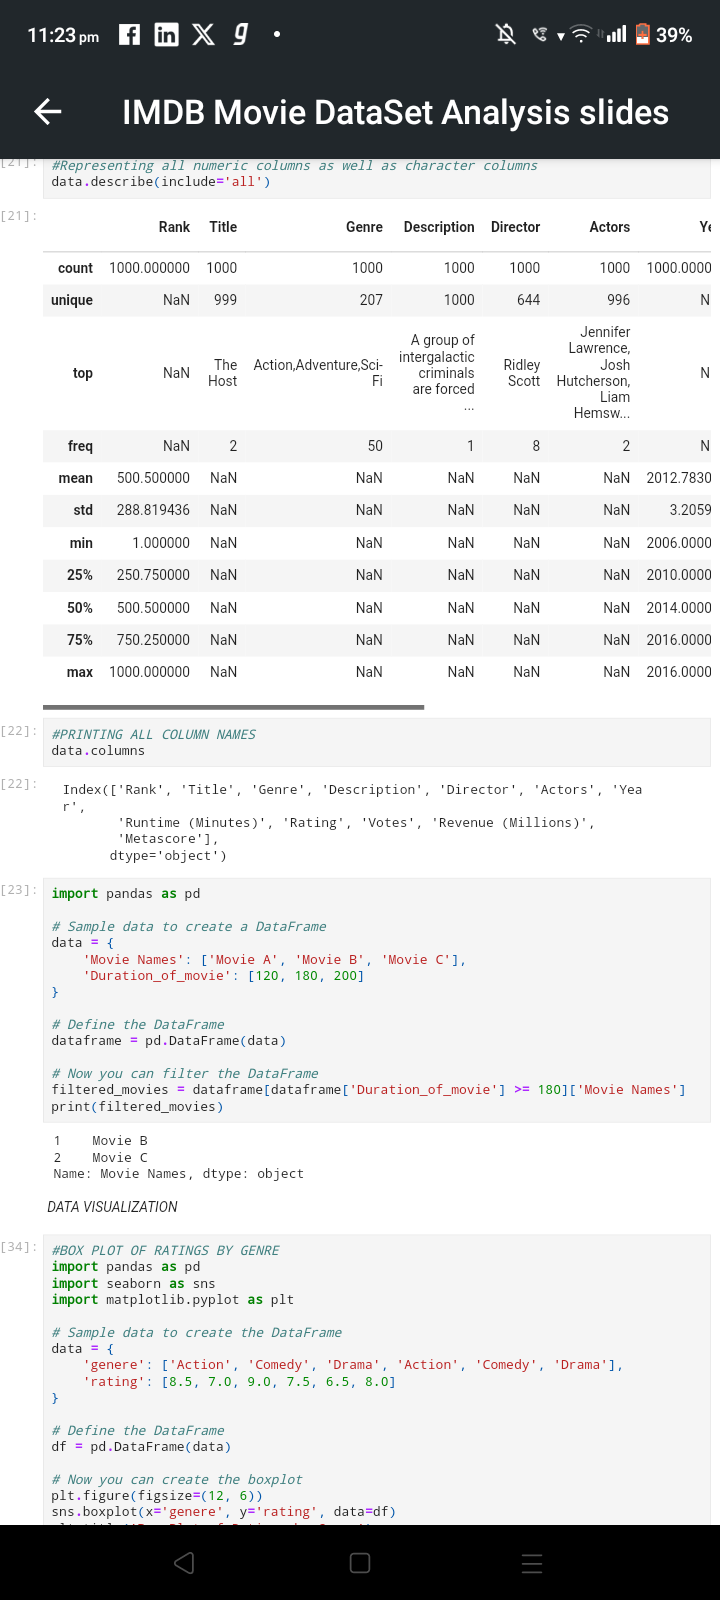 11:23 pm
39%
IMDB Movie DataSet Analysis slides
[21]:
#Representing all numeric columns as well as character columns
data.describe(include='all')
[21]:
Rank Title Genre Description Director Actors Ye
count 1000.000000 1000 1000 1000 1000 1000 1000.0000
unique NaN 999 207 1000 644 996 N
top NaN The Host Action,Adventure,Sci-Fi A group of intergalactic criminals are forced ... Ridley Scott Jennifer Lawrence, Josh Hutcherson, Liam Hemsw... N
freq NaN 2 50 1 8 2 N
mean 500.500000 NaN NaN NaN NaN NaN 2012.7830
std 288.819436 NaN NaN NaN NaN NaN 3.2059
min 1.000000 NaN NaN NaN NaN NaN 2006.0000
25% 250.750000 NaN NaN NaN NaN NaN 2010.0000
50% 500.500000 NaN NaN NaN NaN NaN 2014.0000
75% 750.250000 NaN NaN NaN NaN NaN 2016.0000
max 1000.000000 NaN NaN NaN NaN NaN 2016.0000
[22]:
#PRINTING ALL COLUMN NAMES
data.columns
[22]:
Index(['Rank', 'Title', 'Genre', 'Description', 'Director', 'Actors', 'Yea
r',
'Runtime (Minutes)', 'Rating', 'Votes', 'Revenue (Millions)',
'Metascore'],
dtype='object')
[23]:
import pandas as pd
# Sample data to create a DataFrame
data = {
'Movie Names': ['Movie A', 'Movie B', 'Movie C'],
'Duration_of_movie': [120, 180, 200]
}
# Define the DataFrame
dataframe = pd.DataFrame(data)
# Now you can filter the DataFrame
filtered_movies = dataframe[dataframe['Duration_of_movie'] >= 180]['Movie Names']
print(filtered_movies)
1 Movie B
2 Movie C
Name: Movie Names, dtype: object
DATA VISUALIZATION
[34]:
#BOX PLOT OF RATINGS BY GENRE
import pandas as pd
import seaborn as sns
import matplotlib.pyplot as plt
# Sample data to create the DataFrame
data = {
'genere': ['Action', 'Comedy', 'Drama', 'Action', 'Comedy', 'Drama'],
'rating': [8.5, 7.0, 9.0, 7.5, 6.5, 8.0]
}
# Define the DataFrame
df = pd.DataFrame(data)
# Now you can create the boxplot
plt.figure(figsize=(12, 6))
sns.boxplot(x='genere', y='rating', data=df)